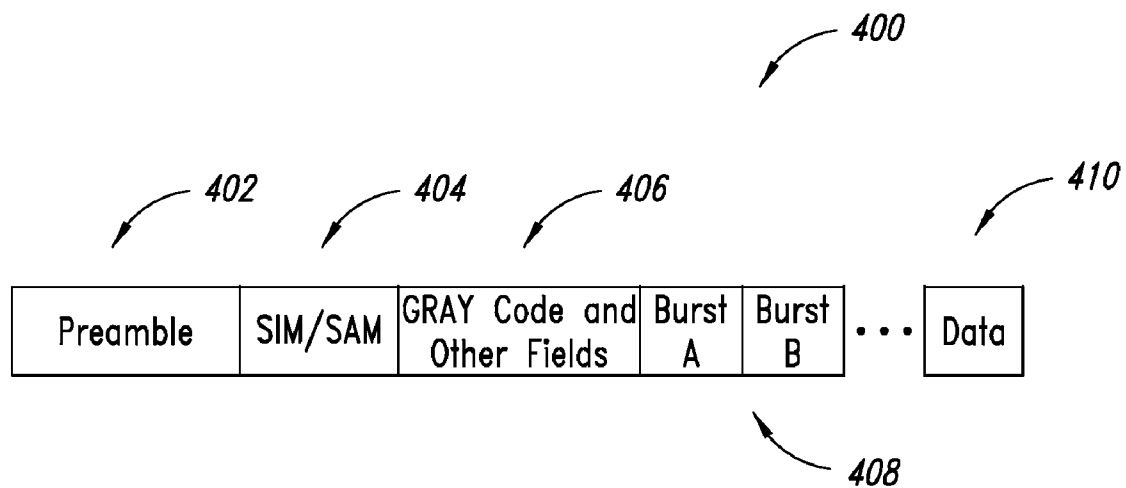 400
402
404
406
410
Preamble
SIM/SAM
GRAY Code and
Other Fields
Burst
A
Burst
B
Data
408